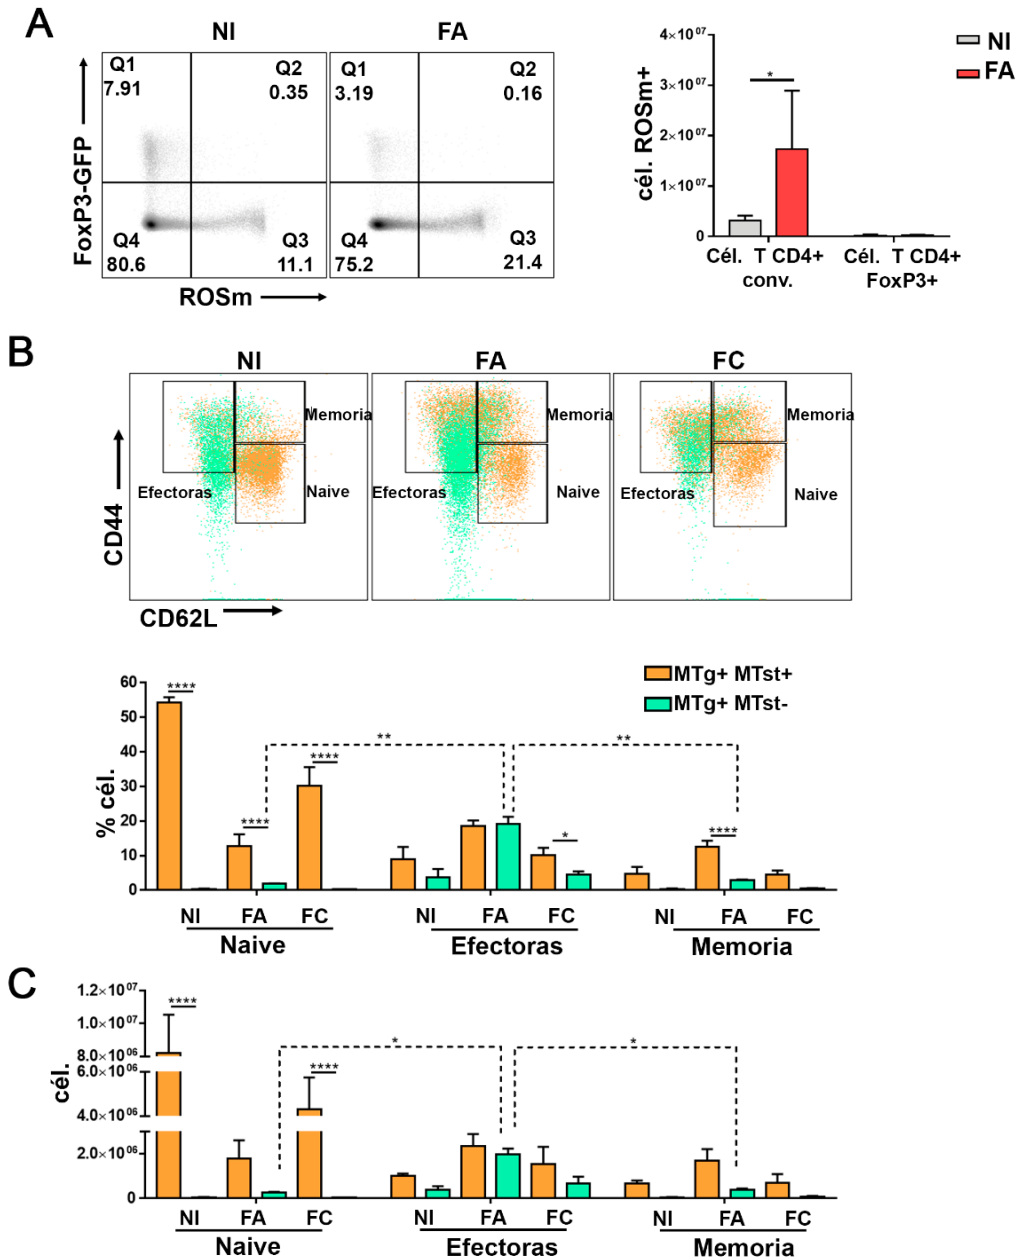 A
NI
FA
Q1
7.91
Q2
0.35
Q4
80.6
Q3
11.1
Q1
3.19
Q2
0.16
Q4
75.2
Q3
21.4
FoxP3-GFP
ROSm
cél. ROSm+
4×10⁰⁷
3×10⁰⁷
2×10⁰⁷
1×10⁰⁷
0
*
NI
FA
Cél. T CD4+
conv.
Cél. T CD4+
FoxP3+
B
NI
FA
FC
Memoria
Efectoras
Naive
Memoria
Efectoras
Naive
Memoria
Efectoras
Naive
CD44
CD62L
MTg+ MTst+
MTg+ MTst-
% cél.
60
50
40
30
20
10
0
****
****
****
**
**
*
****
NI FA FC
Naive
NI FA FC
Efectoras
NI FA FC
Memoria
C
cél.
1.2×10⁰⁷
1.0×10⁰⁷
8.0×10⁰⁶
6.0×10⁰⁶
4.0×10⁰⁶
2.0×10⁰⁶
0
****
****
*
*
NI FA FC
Naive
NI FA FC
Efectoras
NI FA FC
Memoria